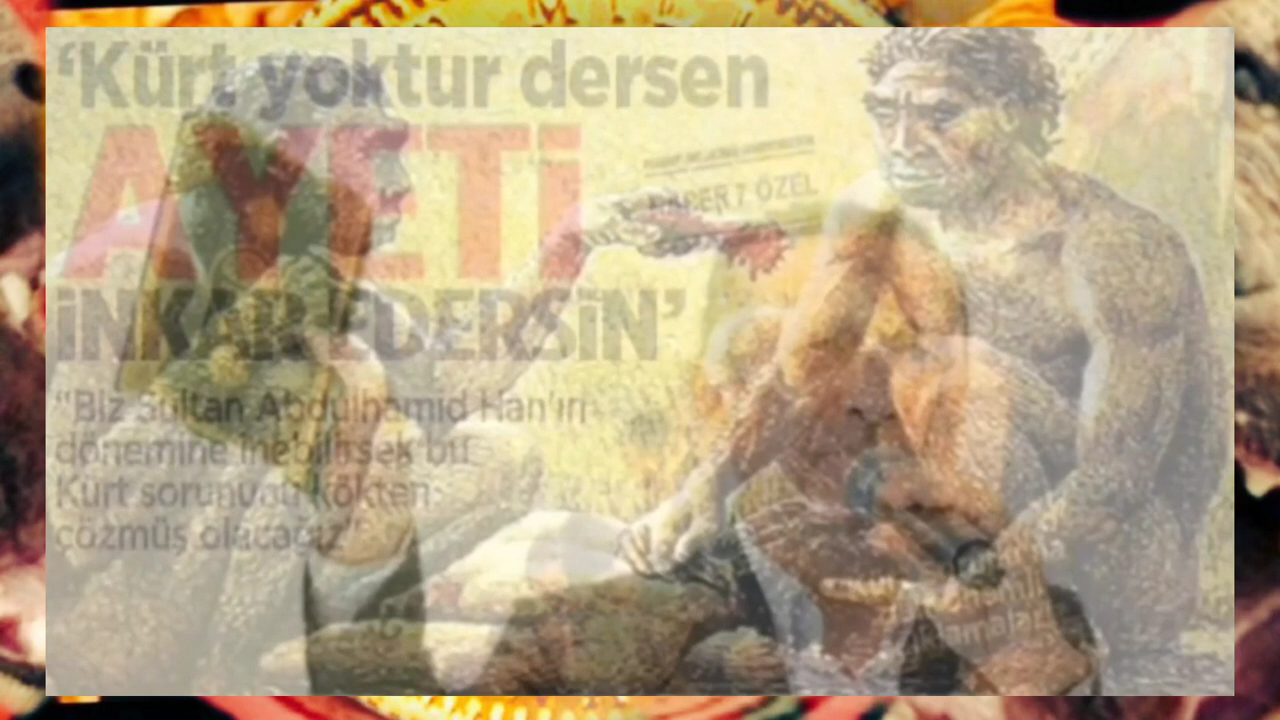 ‘Kürt yoktur dersen
AYETİ
HABER 7 ÖZEL
İNKAR EDERSİN’
“Biz Sultan Abdulhamid Han'ın
dönemine inebilirsek bu
Kürt sorununu kökten
çözmüş olacağız”